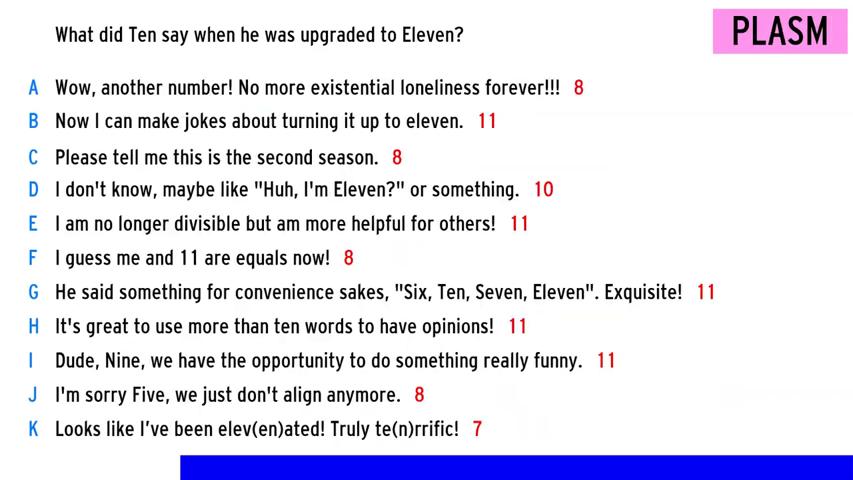 What did Ten say when he was upgraded to Eleven?
PLASM
A Wow, another number! No more existential loneliness forever!!! 8
B Now I can make jokes about turning it up to eleven. 11
C Please tell me this is the second season. 8
D I don't know, maybe like "Huh, I'm Eleven?" or something. 10
E I am no longer divisible but am more helpful for others! 11
F I guess me and 11 are equals now! 8
G He said something for convenience sakes, "Six, Ten, Seven, Eleven". Exquisite! 11
H It's great to use more than ten words to have opinions! 11
I Dude, Nine, we have the opportunity to do something really funny. 11
J I'm sorry Five, we just don't align anymore. 8
K Looks like I've been elev(en)ated! Truly te(n)rrific! 7